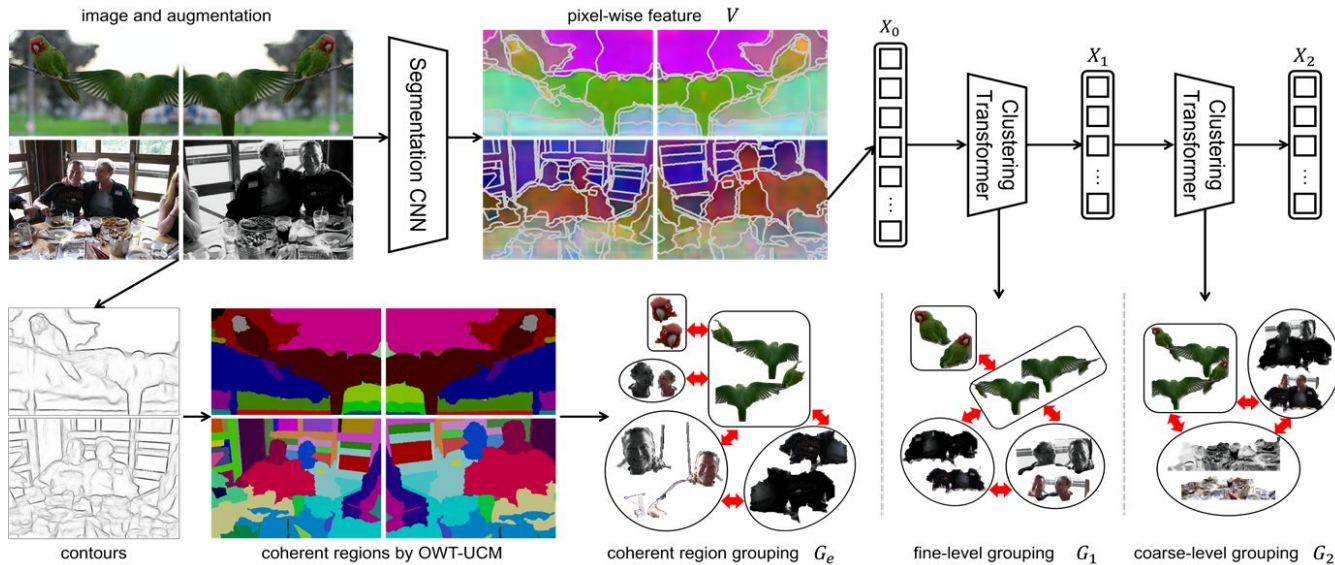 image and augmentation
pixel-wise feature V
X₀
X₁
X₂
Segmentation CNN
Clustering
Transformer
Clustering
Transformer
...
...
...
contours
coherent regions by OWT-UCM
coherent region grouping Gₑ
fine-level grouping G₁
coarse-level grouping G₂